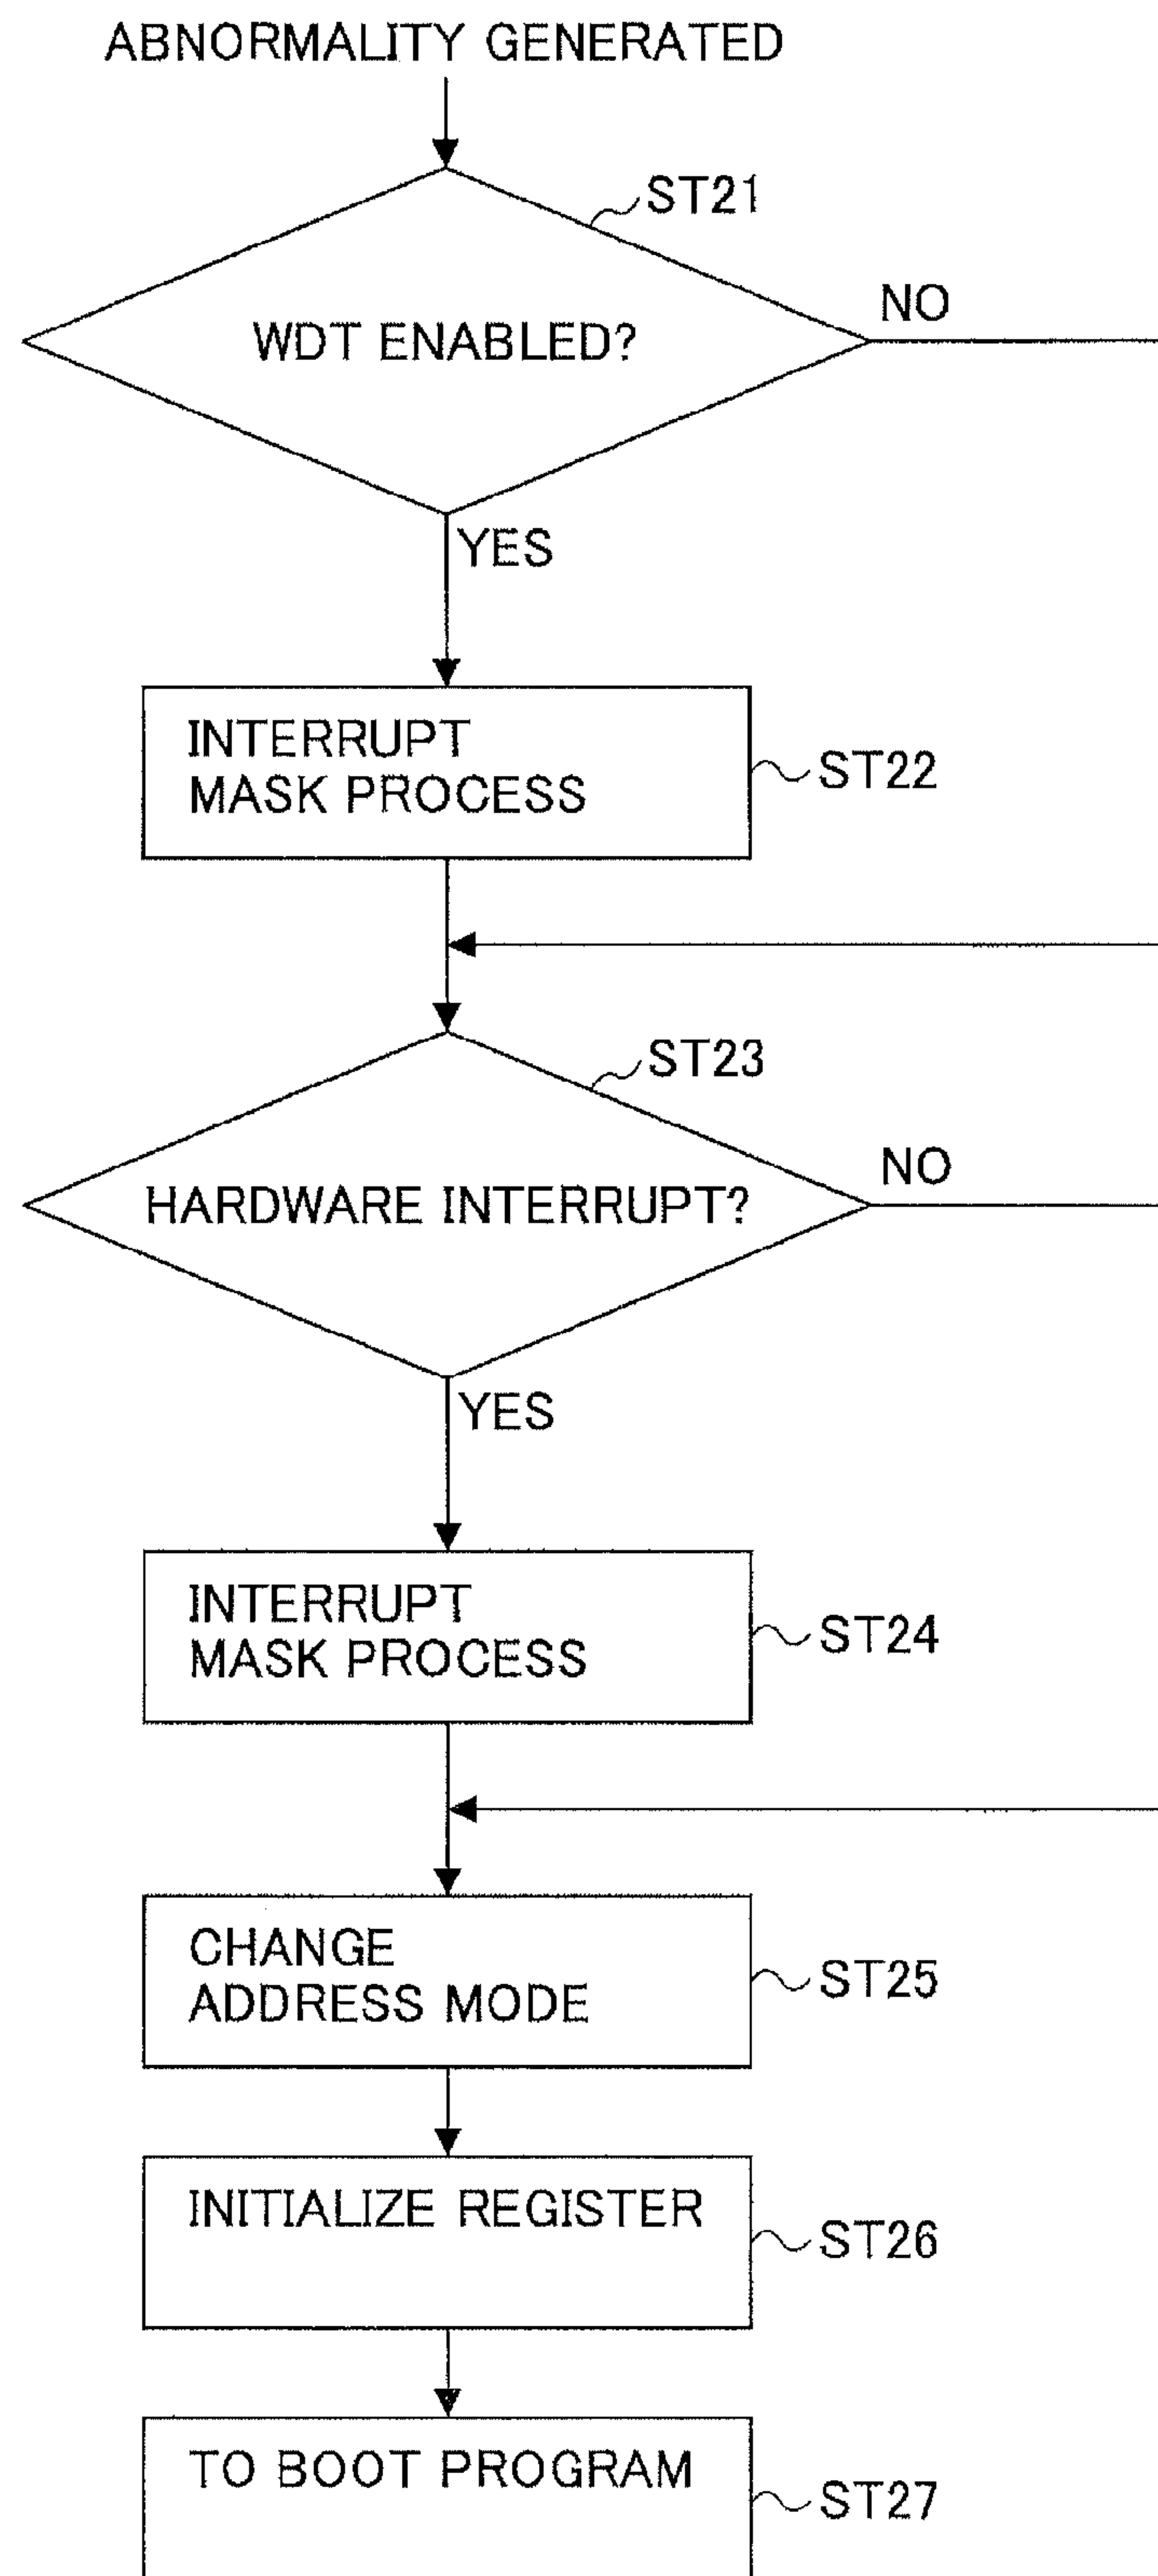 ABNORMALITY GENERATED
ST21
NO
WDT ENABLED?
YES
INTERRUPT
MASK PROCESS
ST22
ST23
NO
HARDWARE INTERRUPT?
YES
INTERRUPT
MASK PROCESS
ST24
CHANGE
ADDRESS MODE
ST25
INITIALIZE REGISTER
ST26
TO BOOT PROGRAM
ST27